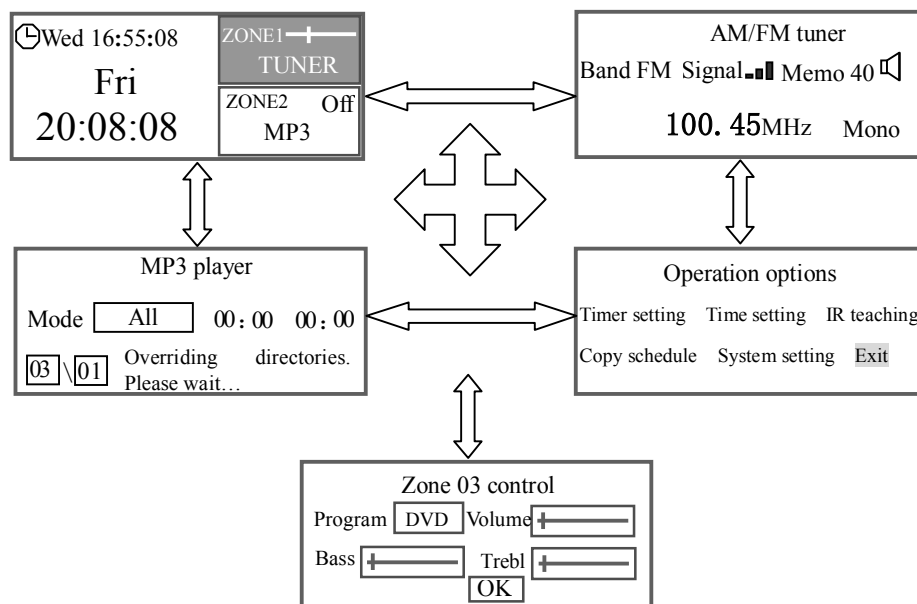 Wed 16:55:08
Fri
20:08:08
ZONE1
TUNER
ZONE2 Off
MP3
AM/FM tuner
Band FM Signal Memo 40
100.45MHz Mono
MP3 player
Mode All 00:00 00:00
03 \ 01 Overriding directories.
Please wait…
Operation options
Timer setting Time setting IR teaching
Copy schedule System setting Exit
Zone 03 control
Program DVD Volume
Bass Trebl
OK